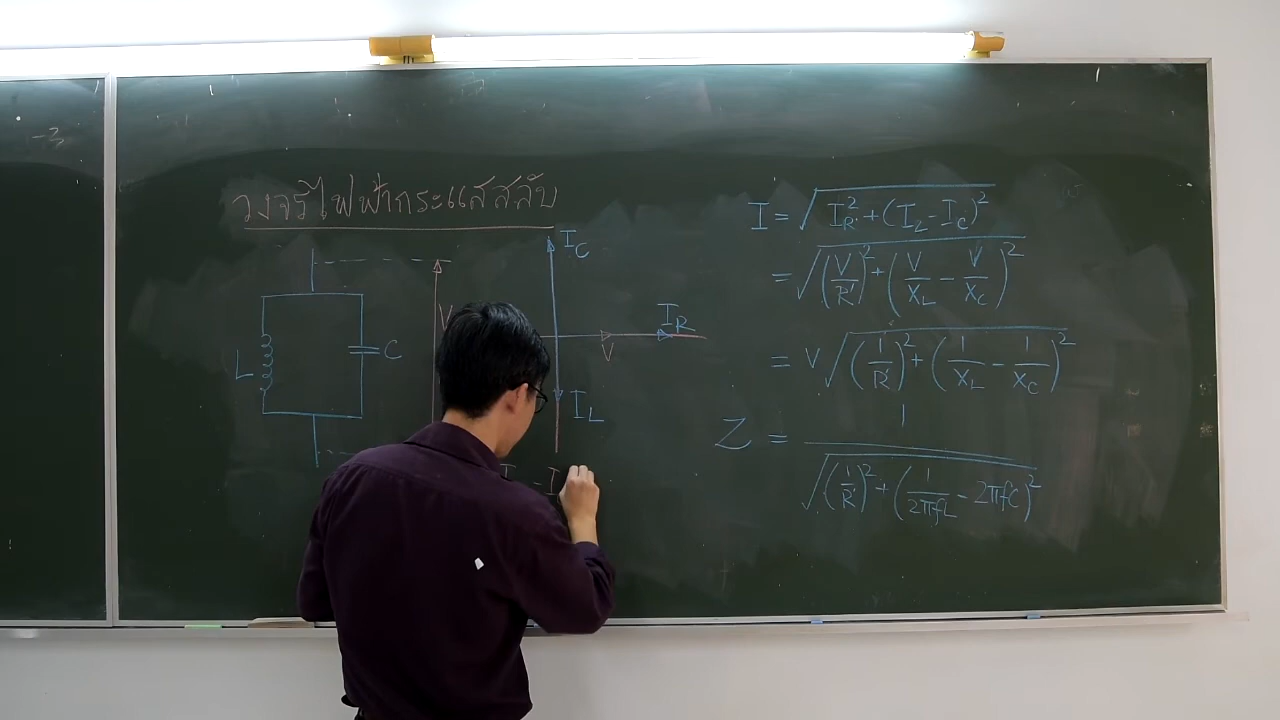 วงจรไฟฟ้ากระแสสลับ
L
C
V
I_C
I_R
V
I_L
I = √(I_R² + (I_L - I_C)²)
= √((V/R)² + (V/X_L - V/X_C)²)
= V √((1/R)² + (1/X_L - 1/X_C)²)
Z = 1/√((1/R)² + (1/2πfL - 2πfC)²)